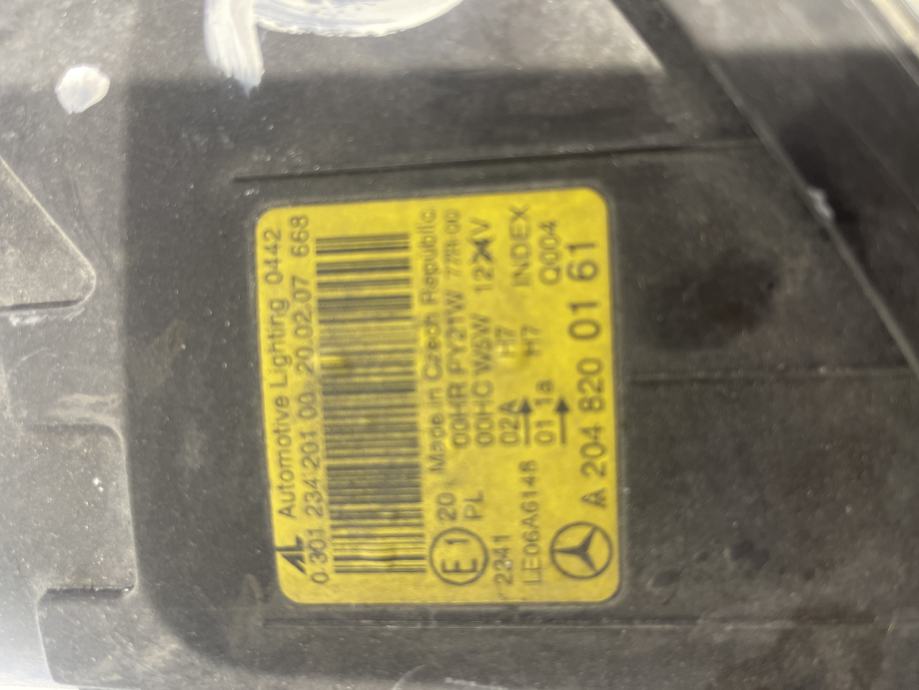 AL Automotive Lighting 0442
0 301 234 201 00 20.02.07 668
Made in Czech Republic
E1 20 00HR PY21W 77R-00
PL 00HC W5W 12V
2241 02A H7 INDEX
LE06A6148 01 1a H7 Q004
A 204 820 01 61